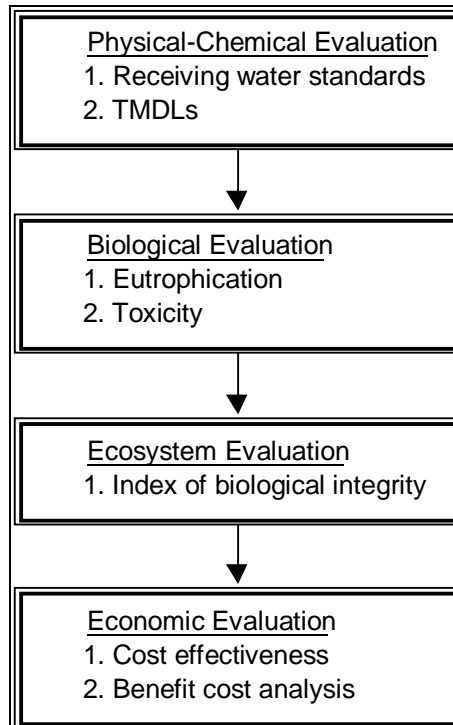 Physical-Chemical Evaluation
1. Receiving water standards
2. TMDLs
Biological Evaluation
1. Eutrophication
2. Toxicity
Ecosystem Evaluation
1. Index of biological integrity
Economic Evaluation
1. Cost effectiveness
2. Benefit cost analysis